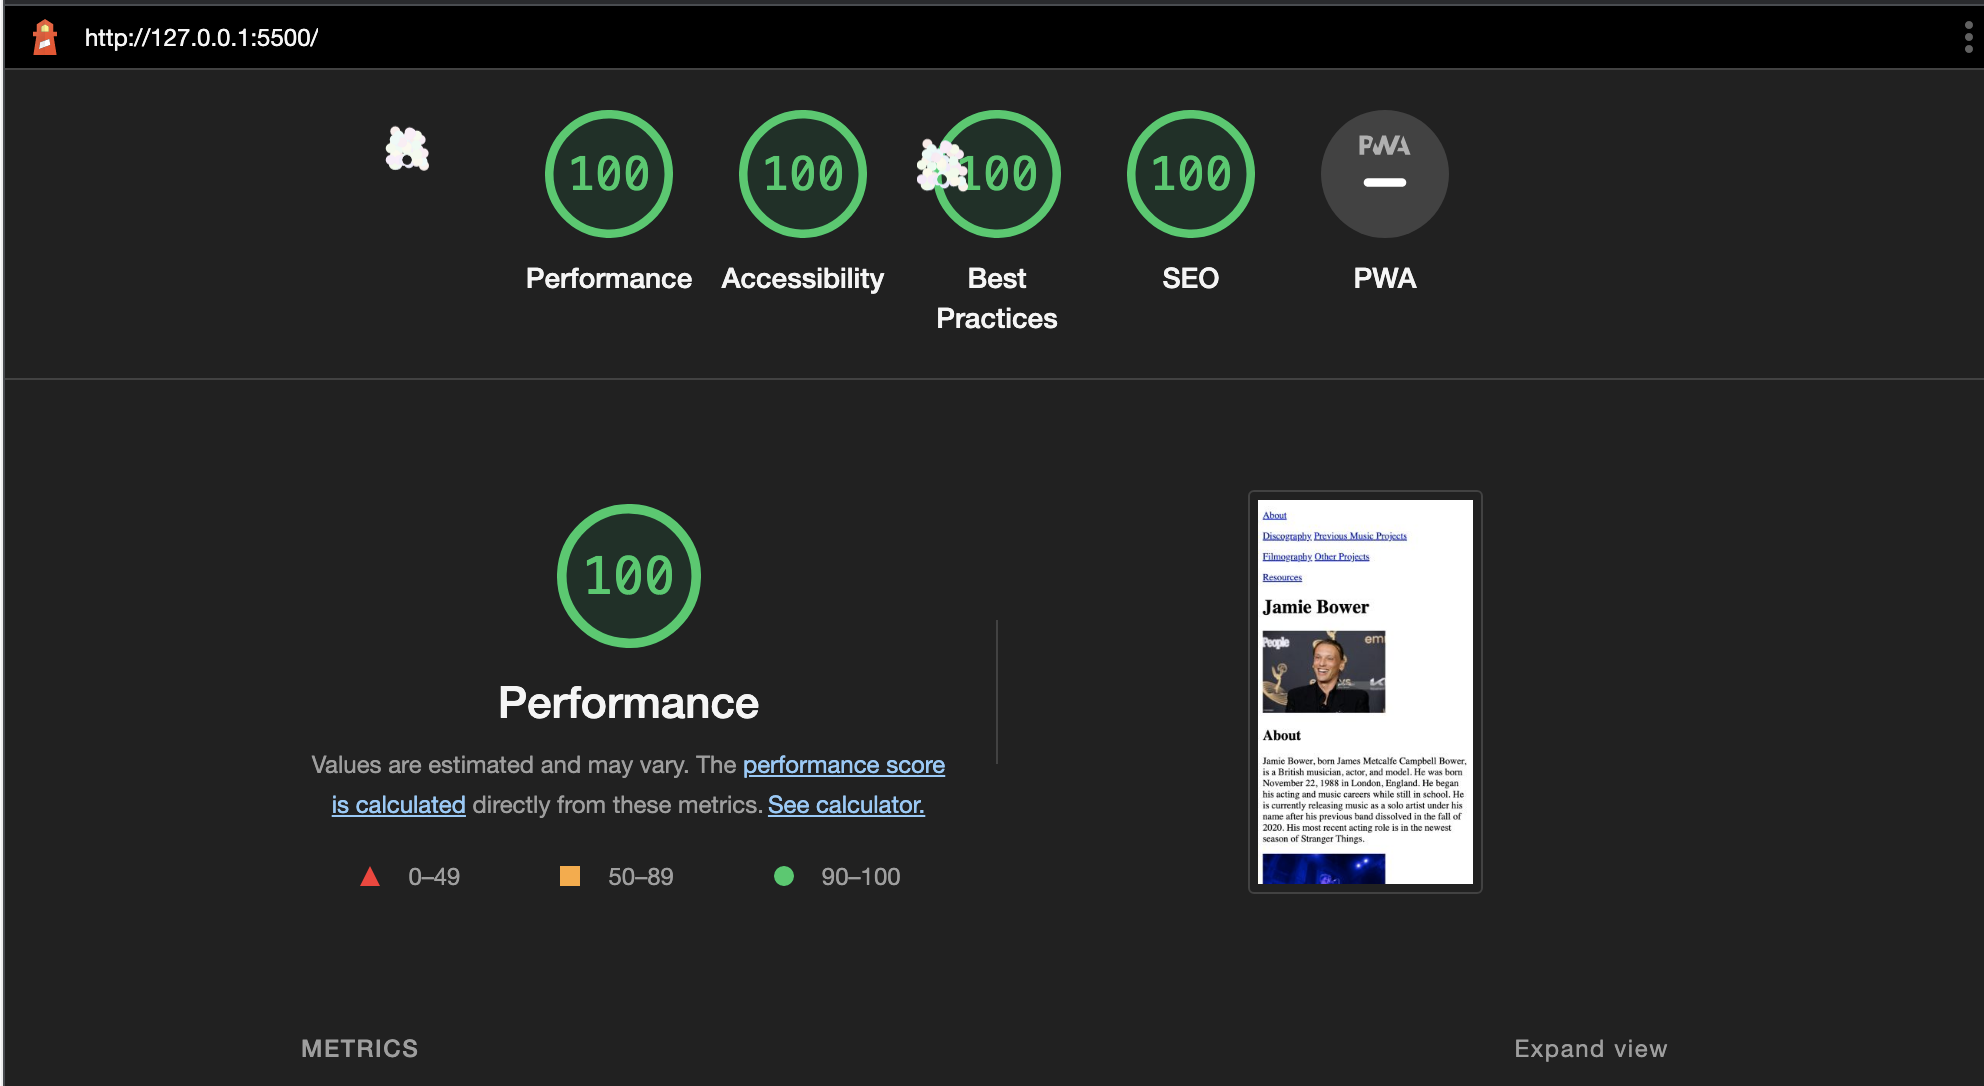 http://127.0.0.1:5500/
100
100
100
100
PWA
Performance
Accessibility
Best
Practices
SEO
PWA
100
Performance
Values are estimated and may vary. The performance score
is calculated directly from these metrics. See calculator.
0–49
50–89
90–100
About
Discography Previous Music Projects
Filmography Other Projects
Resources
Jamie Bower
People
em
About
Jamie Bower, born James Metcalfe Campbell Bower,
is a British musician, actor, and model. He was born
November 22, 1988 in London, England. He began
his acting and music careers while still in school. He
is currently releasing music as a solo artist under his
name after his previous band dissolved in the fall of
2020. His most recent acting role is in the newest
season of Stranger Things.
METRICS
Expand view